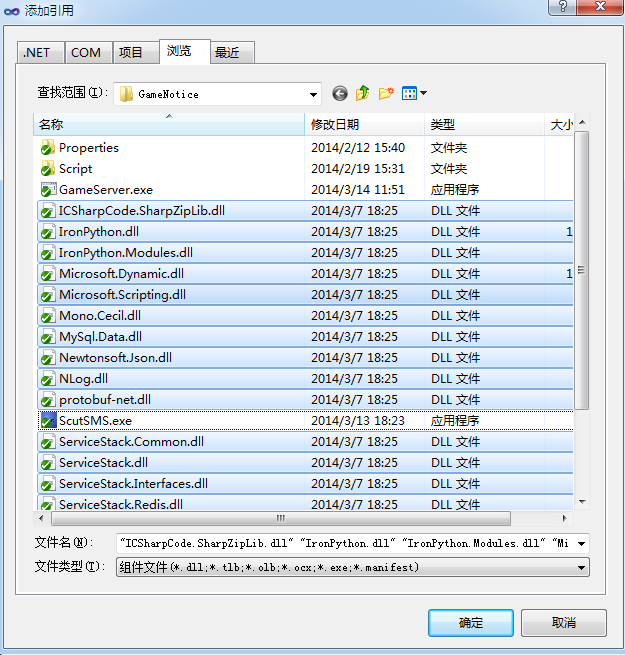 添加引用
.NET COM 项目 浏览 最近
查找范围(I): GameNotice
名称 修改日期 类型 大小
Properties 2014/2/12 15:40 文件夹
Script 2014/2/19 15:31 文件夹
GameServer.exe 2014/3/14 11:51 应用程序
ICSharpCode.SharpZipLib.dll 2014/3/7 18:25 DLL 文件
IronPython.dll 2014/3/7 18:25 DLL 文件 1
IronPython.Modules.dll 2014/3/7 18:25 DLL 文件
Microsoft.Dynamic.dll 2014/3/7 18:25 DLL 文件 1
Microsoft.Scripting.dll 2014/3/7 18:25 DLL 文件
Mono.Cecil.dll 2014/3/7 18:25 DLL 文件
MySql.Data.dll 2014/3/7 18:25 DLL 文件
Newtonsoft.Json.dll 2014/3/7 18:25 DLL 文件
NLog.dll 2014/3/7 18:25 DLL 文件
protobuf-net.dll 2014/3/7 18:25 DLL 文件
ScutSMS.exe 2014/3/13 18:23 应用程序
ServiceStack.Common.dll 2014/3/7 18:25 DLL 文件
ServiceStack.dll 2014/3/7 18:25 DLL 文件
ServiceStack.Interfaces.dll 2014/3/7 18:25 DLL 文件
ServiceStack.Redis.dll 2014/3/7 18:25 DLL 文件
文件名(N): "ICSharpCode.SharpZipLib.dll" "IronPython.dll" "IronPython.Modules.dll" "Mi
文件类型(T): 组件文件(*.dll;*.tlb;*.olb;*.ocx;*.exe;*.manifest)
确定 取消